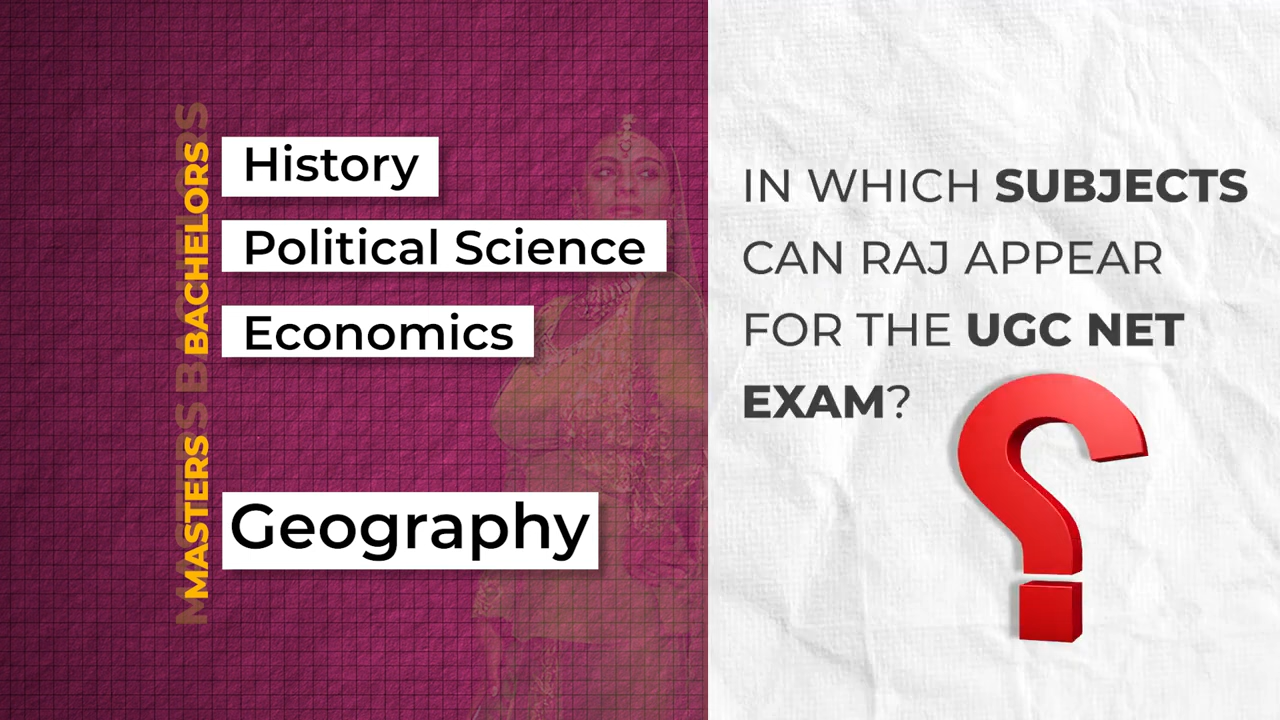 BACHELORS
History
Political Science
Economics
MASTERS
Geography
IN WHICH SUBJECTS
CAN RAJ APPEAR
FOR THE UGC NET
EXAM?